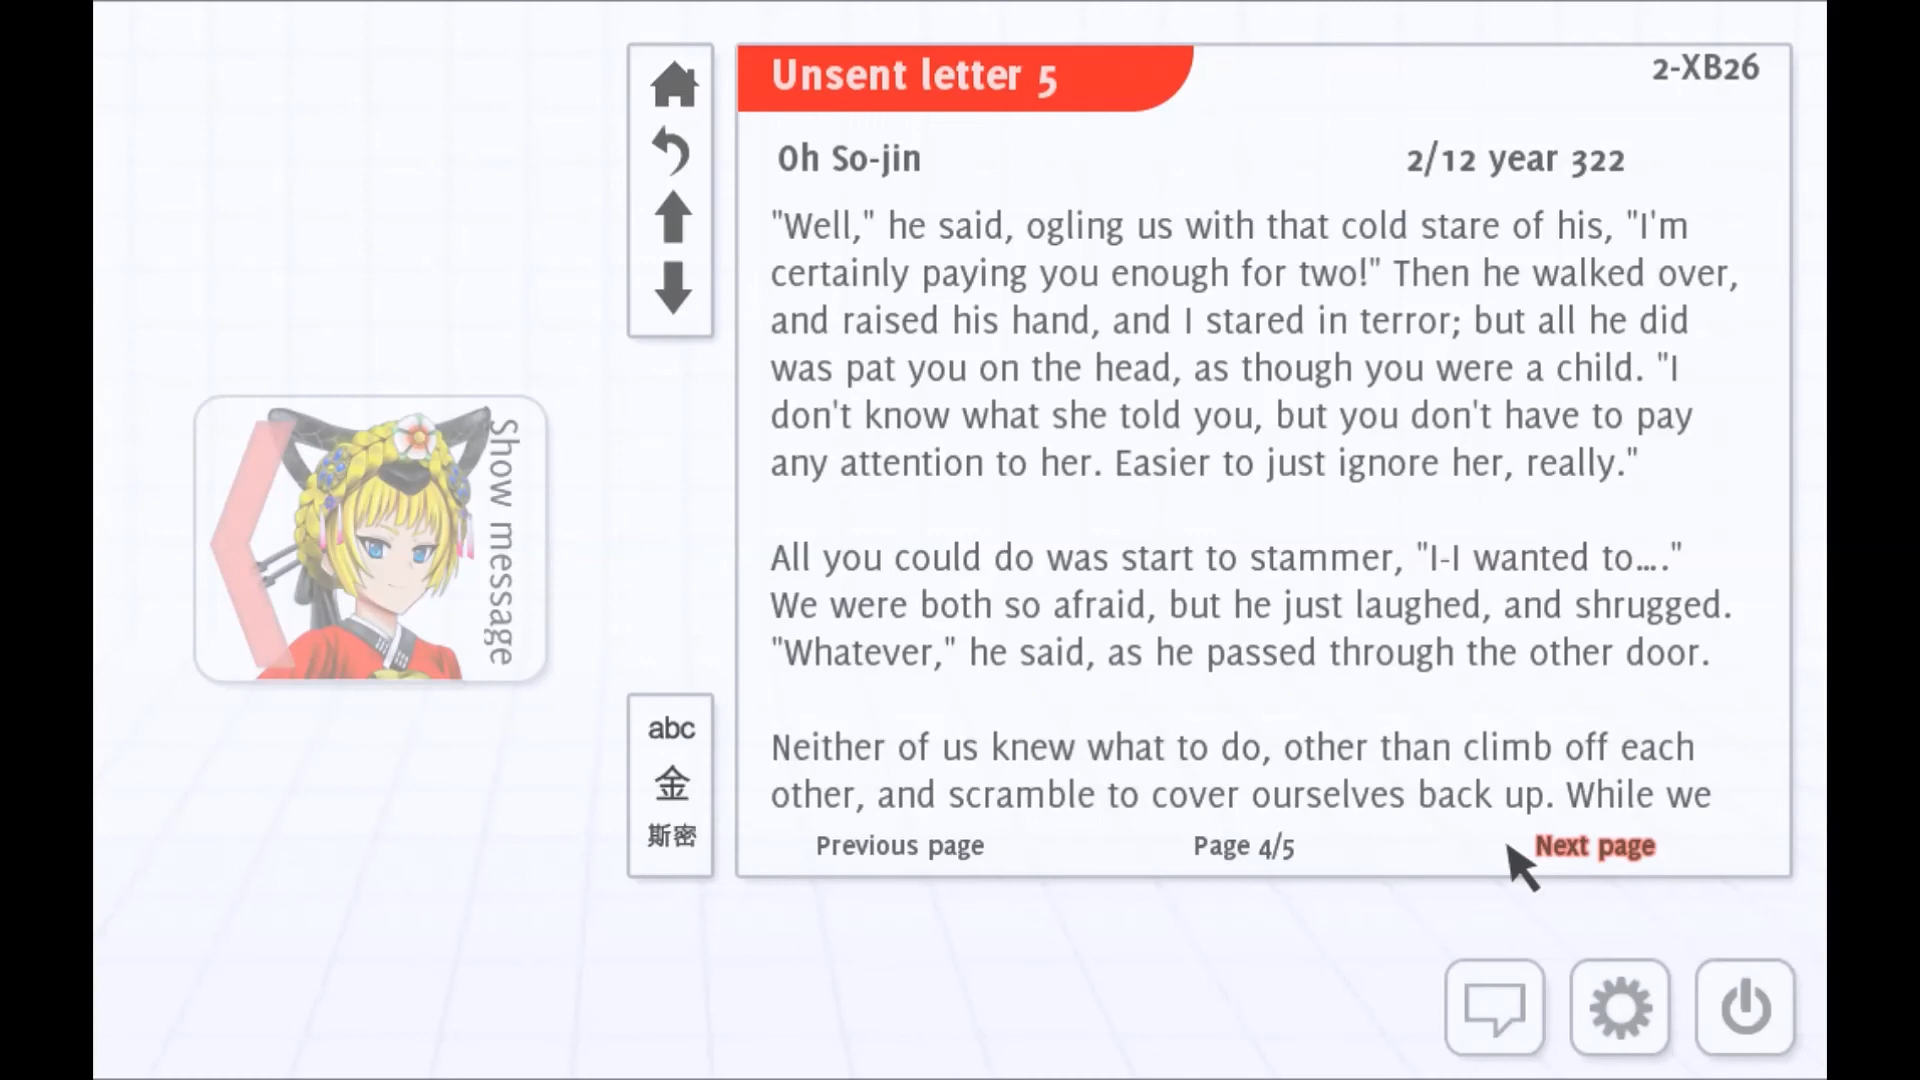 Unsent letter 5
2-XB26
Oh So-jin
2/12 year 322
"Well," he said, ogling us with that cold stare of his, "I'm
certainly paying you enough for two!" Then he walked over,
and raised his hand, and I stared in terror; but all he did
was pat you on the head, as though you were a child. "I
don't know what she told you, but you don't have to pay
any attention to her. Easier to just ignore her, really."
All you could do was start to stammer, "I-I wanted to...."
We were both so afraid, but he just laughed, and shrugged.
"Whatever," he said, as he passed through the other door.
Neither of us knew what to do, other than climb off each
other, and scramble to cover ourselves back up. While we
Previous page
Page 4/5
Next page
Show message
abc
金
斯密